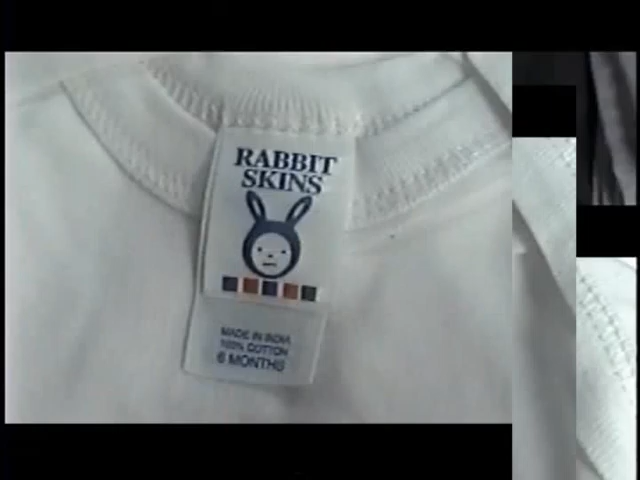 RABBIT
SKINS
MADE IN INDIA
100% COTTON
6 MONTHS